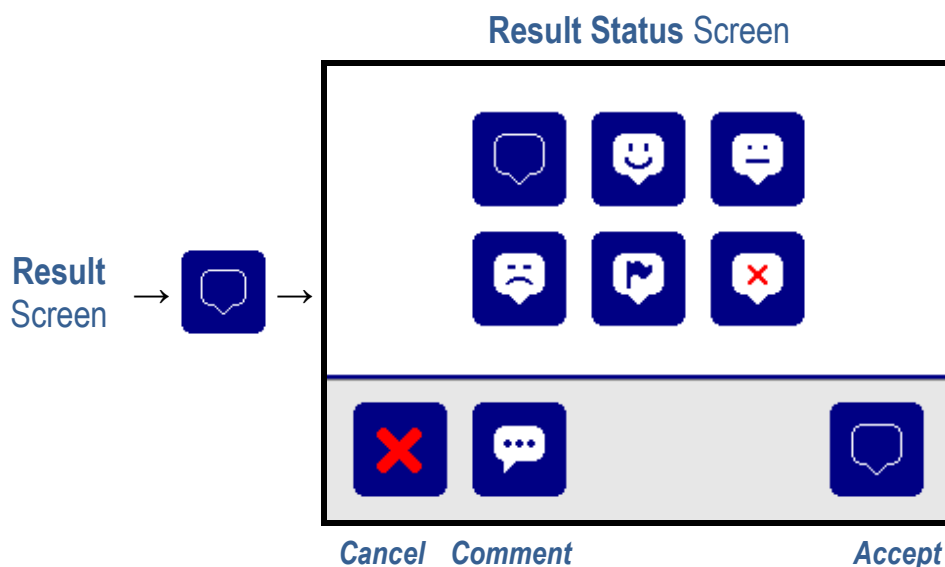 Result Status Screen
Result
Screen
→ →
Cancel Comment Accept